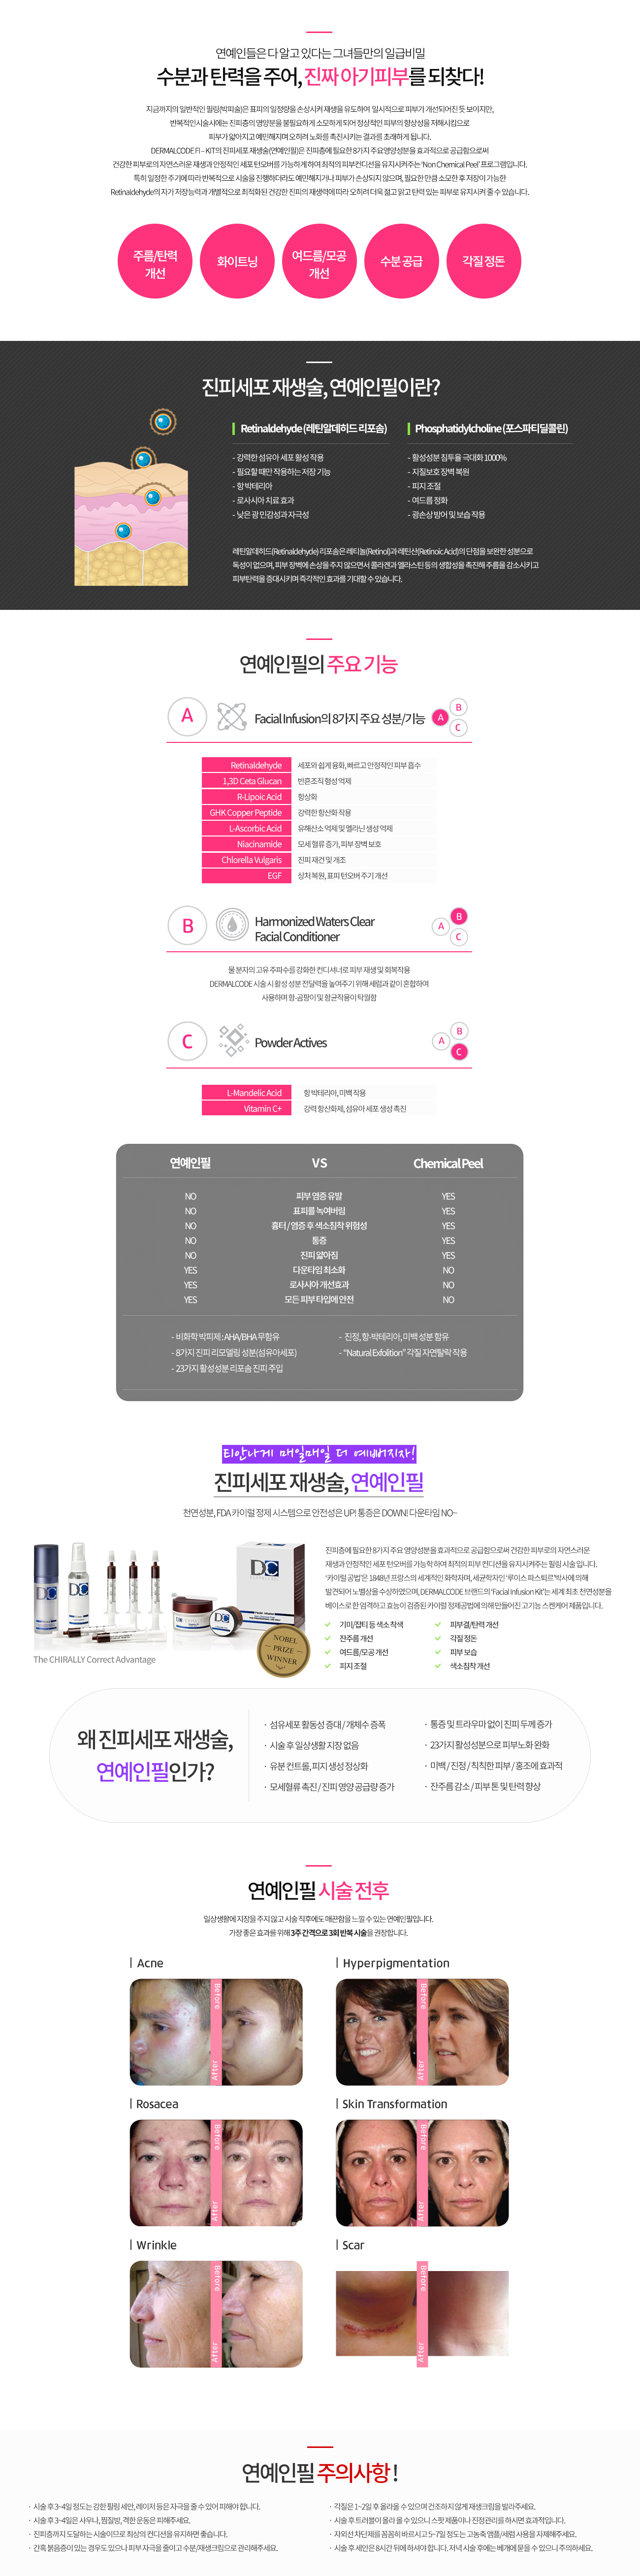 연예인들은 다 알고 있다는 그녀들만의 일급비밀
수분과 탄력을 주어, 진짜 아기피부를 되찾다!
지금까지의 일반적인 필링(박피술)은 표피의 일정량을 손상시켜 재생을 유도하여 일시적으로 피부가 개선되어진 듯 보이지만,
반복적인 시술시에는 진피층의 영양분을 불필요하게 소모하게 되어 정상적인 피부의 항상성을 저해시킴으로
피부가 얇아지고 예민해지며 오히려 노화를 촉진시키는 결과를 초래하게 됩니다.
DERMALCODE FI – KIT의 진피세포 재생술(연예인필)은 진피층에 필요한 8가지 주요영양성분을 효과적으로 공급함으로써
건강한 피부로의 자연스러운 재생과 안정적인 세포 턴오버를 가능하게 하여 최적의 피부컨디션을 유지시켜주는 ‘Non Chemical Peel’ 프로그램입니다.
특히 일정한 주기에 따라 반복적으로 시술을 진행하더라도 예민해지거나 피부가 손상되지 않으며, 필요한 만큼 소모한 후 저장이 가능한
Retinaldehyde의 자가 저장능력과 개별적으로 최적화된 건강한 진피의 재생력에 따라 오히려 더욱 젊고 맑고 탄력 있는 피부로 유지시켜 줄 수 있습니다.
주름/탄력 개선
화이트닝
여드름/모공 개선
수분 공급
각질 정돈
진피세포 재생술, 연예인필이란?
Retinaldehyde (레틴알데히드 리포솜)
- 강력한 섬유아 세포 활성 작용
- 필요할 때만 작용하는 저장 기능
- 항 박테리아
- 로사시아 치료 효과
- 낮은 광 민감성과 자극성
Phosphatidylcholine (포스파티딜콜린)
- 활성성분 침투율 극대화 1000%
- 지질보호 장벽 복원
- 피지 조절
- 여드름 정화
- 광손상 방어 및 보습 작용
레틴알데히드(Retinaldehyde) 리포솜은 레티놀(Retinol)과 레틴산(Retinoic Acid)의 단점을 보완한 성분으로
독성이 없으며, 피부 장벽에 손상을 주지 않으면서 콜라겐과 엘라스틴 등의 생합성을 촉진해 주름을 감소시키고
피부탄력을 증대시키며 즉각적인 효과를 기대할 수 있습니다.
연예인필의 주요 기능
A
Facial Infusion의 8가지 주요 성분/기능
A B C
Retinaldehyde 세포와 쉽게 융화, 빠르고 안정적인 피부 흡수
1,3D Ceta Glucan 반흔조직 형성 억제
R-Lipoic Acid 항상화
GHK Copper Peptide 강력한 항산화 작용
L-Ascorbic Acid 유해산소 억제 및 멜라닌 생성 억제
Niacinamide 모세 혈류 증가, 피부 장벽 보호
Chlorella Vulgaris 진피 재건 및 개조
EGF 상처 복원, 표피 턴오버 주기 개선
B
Harmonized Waters Clear
Facial Conditioner
A B C
물 분자의 고유 주파수를 강화한 컨디셔너로 피부 재생 및 회복작용
DERMALCODE 시술 시 활성 성분 전달력을 높여주기 위해 세럼과 같이 혼합하여
사용하며 항-곰팡이 및 항균작용이 탁월함
C
Powder Actives
A B C
L-Mandelic Acid 항 박테리아, 미백 작용
Vitamin C+ 강력 항산화제, 섬유아 세포 생성 촉진
연예인필 VS Chemical Peel
NO 피부 염증 유발 YES
NO 표피를 녹여버림 YES
NO 흉터 / 염증 후 색소침착 위험성 YES
NO 통증 YES
NO 진피 얇아짐 YES
YES 다운타임 최소화 NO
YES 로사시아 개선효과 NO
YES 모든 피부 타입에 안전 NO
- 비화학 박피제 : AHA/BHA 무함유
- 8가지 진피 리모델링 성분(섬유아세포)
- 23가지 활성성분 리포솜 진피 주입
- 진정, 항-박테리아, 미백 성분 함유
- “Natural Exfolition” 각질 자연탈락 작용
티안나게 매일매일 더 예뻐지자!
진피세포 재생술, 연예인필
천연성분, FDA 카이럴 정제 시스템으로 안전성은 UP! 통증은 DOWN! 다운타임 NO~
DC
NOBEL PRIZE WINNER
The CHIRALLY Correct Advantage
진피층에 필요한 8가지 주요 영양성분을 효과적으로 공급함으로써 건강한 피부로의 자연스러운
재생과 안정적인 세포 턴오버를 가능학 하여 최적의 피부 컨디션을 유지시켜주는 필링 시술 입니다.
‘카이럴 공법’은 1848년 프랑스의 세계적인 화학자이며, 세균학자인 ‘루이스 파스퇴르’박사에 의해
발견되어 노벨상을 수상하였으며, DERMALCODE 브랜드의 ‘Facial Infusion Kit’는 세계 최초 천연성분을
베이스로 한 엄격하고 효능이 검증된 카이럴 정제공법에 의해 만들어진 고기능 스켄케어 제품입니다.
기미/잡티 등 색소 착색
잔주름 개선
여드름/모공 개선
피지 조절
피부결/탄력 개선
각질 정돈
피부 보습
색소침착 개선
왜 진피세포 재생술,
연예인필인가?
· 섬유세포 활동성 증대 / 개체수 증폭
· 시술 후 일상생활 지장 없음
· 유분 컨트롤, 피지 생성 정상화
· 모세혈류 촉진 / 진피 영양 공급량 증가
· 통증 및 트라우마 없이 진피 두께 증가
· 23가지 활성성분으로 피부노화 완화
· 미백 / 진정 / 칙칙한 피부 / 홍조에 효과적
· 잔주름 감소 / 피부 톤 및 탄력 향상
연예인필 시술 전후
일상생활에 지장을 주지 않고 시술 직후에도 매끈함을 느낄 수 있는 연예인필입니다.
가장 좋은 효과를 위해 3주 간격으로 3회 반복 시술을 권장합니다.
Acne
Before
After
Hyperpigmentation
Before
After
Rosacea
Before
After
Skin Transformation
Before
After
Wrinkle
Before
After
Scar
Before
After
연예인필 주의사항 !
· 시술 후 3~4일 정도는 강한 필링 세안, 레이저 등은 자극을 줄 수 있어 피해야 합니다.
· 시술 후 3~4일은 사우나, 찜질방, 격한 운동은 피해주세요.
· 진피층까지 도달하는 시술이므로 최상의 컨디션을 유지하면 좋습니다.
· 간혹 붉음증이 있는 경우도 있으나 피부 자극을 줄이고 수분/재생크림으로 관리해주세요.
· 각질은 1~2일 후 올라올 수 있으며 건조하지 않게 재생크림을 발라주세요.
· 시술 후 트러블이 올라 올 수 있으니 스팟 제품이나 진정관리를 하시면 효과적입니다.
· 자외선 차단제를 꼼꼼히 바르시고 5~7일 정도는 고농축 앰플/세럼 사용을 자제해주세요.
· 시술 후 세안은 8시간 뒤에 하셔야 합니다. 저녁 시술 후에는 베개에 묻을 수 있으니 주의하세요.